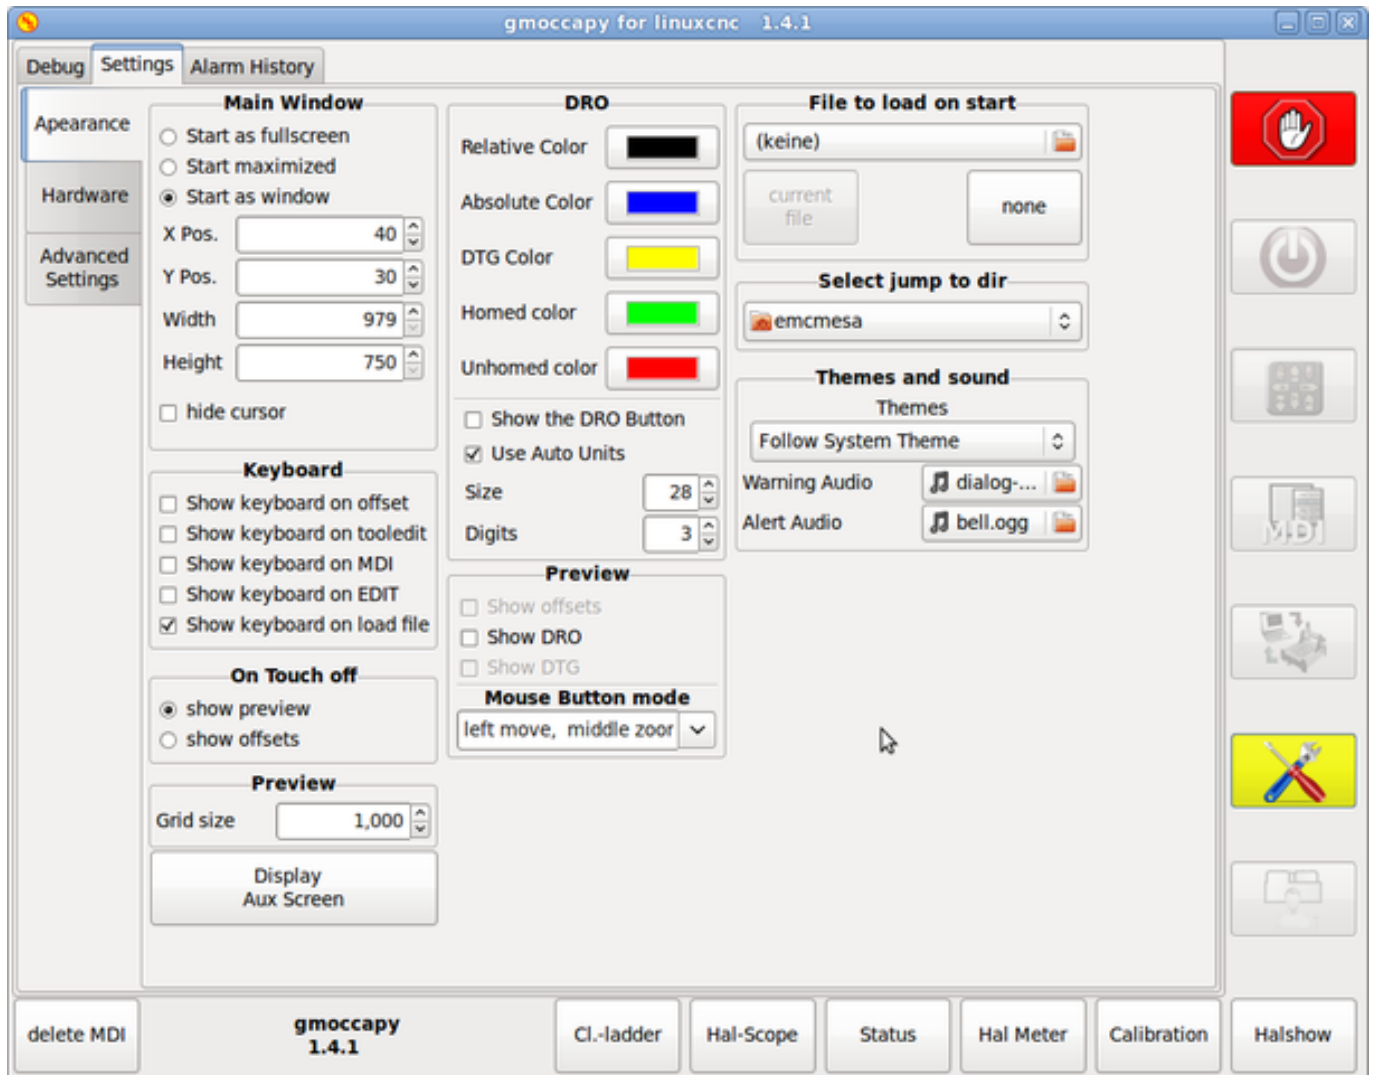 gmoccapy for linuxcnc 1.4.1
Debug
Settings
Alarm History
Apearance
Hardware
Advanced
Settings
Main Window
Start as fullscreen
Start maximized
Start as window
X Pos. 40
Y Pos. 30
Width 979
Height 750
hide cursor
Keyboard
Show keyboard on offset
Show keyboard on tooledit
Show keyboard on MDI
Show keyboard on EDIT
Show keyboard on load file
On Touch off
show preview
show offsets
Preview
Grid size 1,000
Display
Aux Screen
DRO
Relative Color
Absolute Color
DTG Color
Homed color
Unhomed color
Show the DRO Button
Use Auto Units
Size 28
Digits 3
Preview
Show offsets
Show DRO
Show DTG
Mouse Button mode
left move, middle zoor
File to load on start
(keine)
current
file
none
Select jump to dir
emcmesa
Themes and sound
Themes
Follow System Theme
Warning Audio dialog-...
Alert Audio bell.ogg
MDI
delete MDI
gmoccapy
1.4.1
Cl.-ladder
Hal-Scope
Status
Hal Meter
Calibration
Halshow